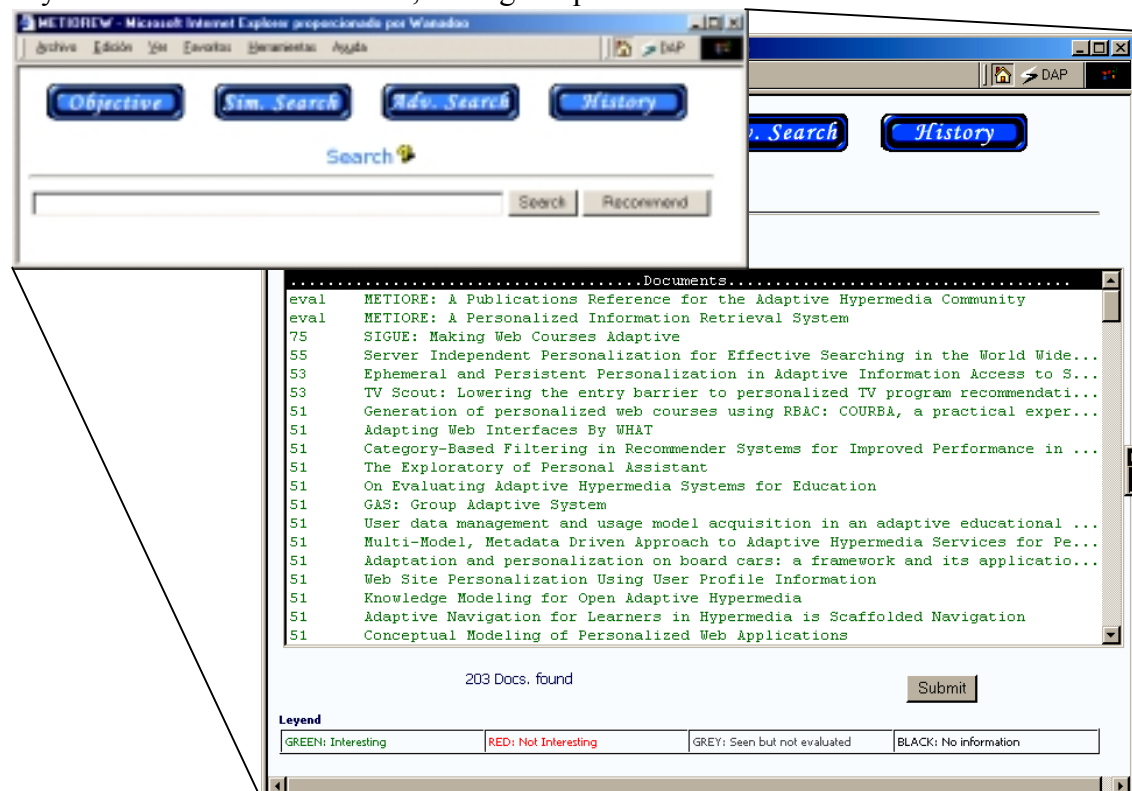 METIOREW - Microsoft Internet Explorer proporcionado por Wanadoo
Archivo Edición Ver Favoritos Herramientas Ayuda DAP
Objective Sim. Search Adv. Search History
Search
Search Recommend
DAP
. Search History
Documents
eval METIORE: A Publications Reference for the Adaptive Hypermedia Community
eval METIORE: A Personalized Information Retrieval System
75 SIGUE: Making Web Courses Adaptive
55 Server Independent Personalization for Effective Searching in the World Wide...
53 Ephemeral and Persistent Personalization in Adaptive Information Access to S...
53 TV Scout: Lowering the entry barrier to personalized TV program recommendati...
51 Generation of personalized web courses using RBAC: COURBA, a practical exper...
51 Adapting Web Interfaces By WHAT
51 Category-Based Filtering in Recommender Systems for Improved Performance in ...
51 The Exploratory of Personal Assistant
51 On Evaluating Adaptive Hypermedia Systems for Education
51 GAS: Group Adaptive System
51 User data management and usage model acquisition in an adaptive educational ...
51 Multi-Model, Metadata Driven Approach to Adaptive Hypermedia Services for Pe...
51 Adaptation and personalization on board cars: a framework and its applicatio...
51 Web Site Personalization Using User Profile Information
51 Knowledge Modeling for Open Adaptive Hypermedia
51 Adaptive Navigation for Learners in Hypermedia is Scaffolded Navigation
51 Conceptual Modeling of Personalized Web Applications
203 Docs. found
Submit
Leyend
GREEN: Interesting RED: Not Interesting GREY: Seen but not evaluated BLACK: No information